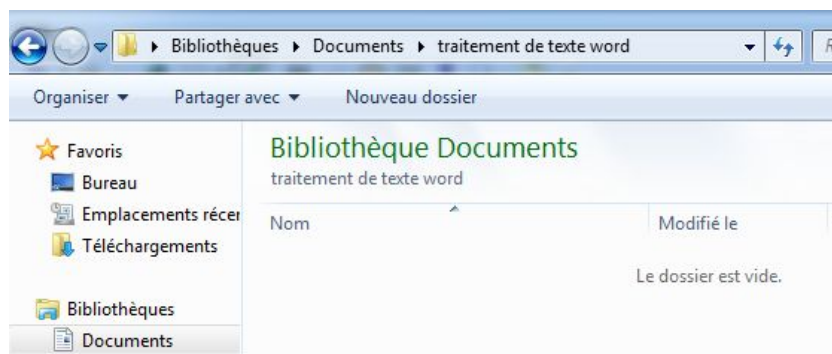 Bibliothèques ▸ Documents ▸ traitement de texte word
Organiser Partager avec Nouveau dossier
Favoris
Bureau
Emplacements récer
Téléchargements
Bibliothèques
Documents
Bibliothèque Documents
traitement de texte word
Nom Modifié le
Le dossier est vide.